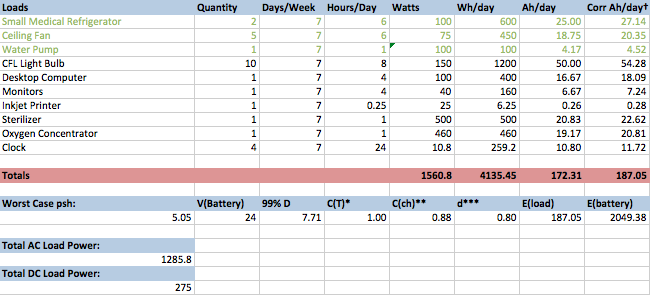 Loads Quantity Days/Week Hours/Day Watts Wh/day Ah/day Corr Ah/day†
Small Medical Refrigerator 2 7 6 100 600 25.00 27.14
Ceiling Fan 5 7 6 75 450 18.75 20.35
Water Pump 1 7 1 100 100 4.17 4.52
CFL Light Bulb 10 7 8 150 1200 50.00 54.28
Desktop Computer 1 7 4 100 400 16.67 18.09
Monitors 1 7 4 40 160 6.67 7.24
Inkjet Printer 1 7 0.25 25 6.25 0.26 0.28
Sterilizer 1 7 1 500 500 20.83 22.62
Oxygen Concentrator 1 7 1 460 460 19.17 20.81
Clock 4 7 24 10.8 259.2 10.80 11.72
Totals 1560.8 4135.45 172.31 187.05
Worst Case psh: V(Battery) 99% D C(T)* C(ch)** d*** E(load) E(battery)
5.05 24 7.71 1.00 0.88 0.80 187.05 2049.38
Total AC Load Power:
1285.8
Total DC Load Power:
275